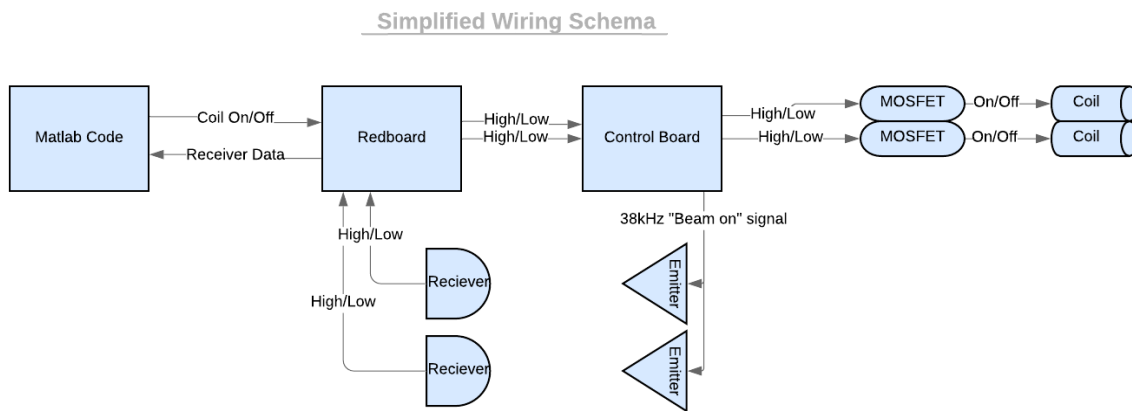 Simplified Wiring Schema
Matlab Code
Coil On/Off
Receiver Data
Redboard
High/Low
High/Low
Control Board
High/Low
High/Low
MOSFET
MOSFET
On/Off
On/Off
Coil
Coil
38kHz "Beam on" signal
High/Low
High/Low
Reciever
Reciever
Emitter
Emitter